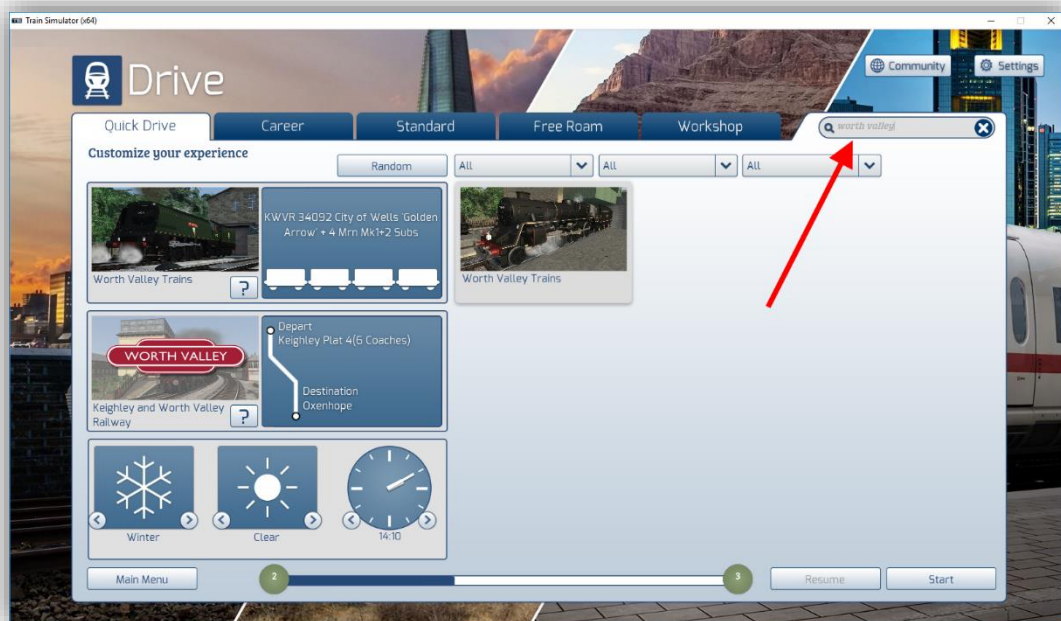 Train Simulator (x64)
Drive
Community
Settings
Quick Drive
Career
Standard
Free Roam
Workshop
worth valley
Customize your experience
Random
All
All
All
KWVR 34092 City of Wells 'Golden
Arrow' + 4 Mrn Mk1+2 Subs
Worth Valley Trains
?
Worth Valley Trains
WORTH VALLEY
Depart
Keighley Plat 4(6 Coaches)
Destination
Oxenhope
Keighley and Worth Valley
Railway
?
Winter
Clear
14:10
Main Menu
2
3
Resume
Start